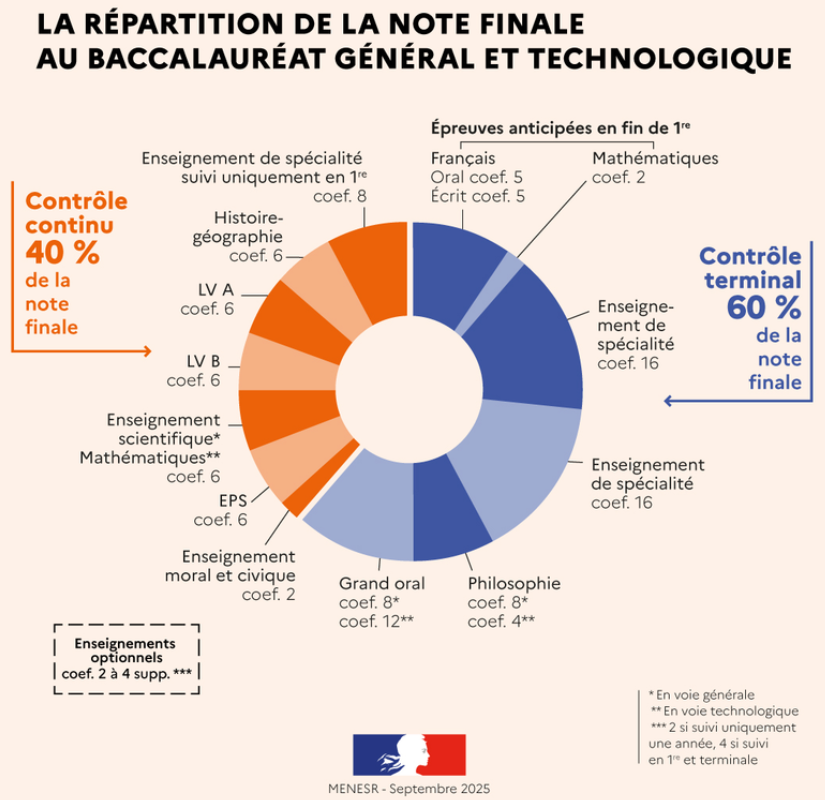 LA RÉPARTITION DE LA NOTE FINALE
AU BACCALAURÉAT GÉNÉRAL ET TECHNOLOGIQUE
Épreuves anticipées en fin de 1re
Français
Oral coef. 5
Écrit coef. 5
Mathématiques
coef. 2
Contrôle
terminal
60 %
de la
note
finale
Enseigne-
ment de
spécialité
coef. 16
Enseignement
de spécialité
coef. 16
Philosophie
coef. 8*
coef. 4**
Grand oral
coef. 8*
coef. 12**
Contrôle
continu
40 %
de la
note
finale
Enseignement de spécialité
suivi uniquement en 1re
coef. 8
Histoire-
géographie
coef. 6
LV A
coef. 6
LV B
coef. 6
Enseignement
scientifique*
Mathématiques**
coef. 6
EPS
coef. 6
Enseignement
moral et civique
coef. 2
Enseignements
optionnels
coef. 2 à 4 supp. ***
* En voie générale
** En voie technologique
*** 2 si suivi uniquement
une année, 4 si suivi
en 1re et terminale
MENESR - Septembre 2025